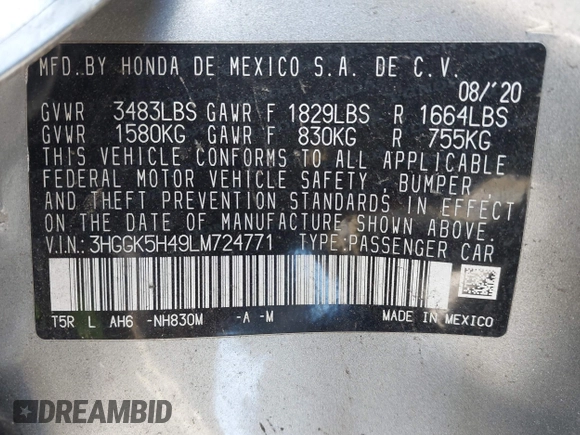 MFD. BY HONDA DE MEXICO S.A. DE C.V.
08/'20
GVWR 3483LBS GAWR F 1829LBS R 1664LBS
GVWR 1580KG GAWR F 830KG R 755KG
THIS VEHICLE CONFORMS TO ALL APPLICABLE
FEDERAL MOTOR VEHICLE SAFETY, BUMPER,
AND THEFT PREVENTION STANDARDS IN EFFECT
ON THE DATE OF MANUFACTURE SHOWN ABOVE.
V.I.N: 3HGGK5H49LM724771 TYPE:PASSENGER CAR
T5R L AH6 -NH830M -A -M MADE IN MEXICO
DREAMBID